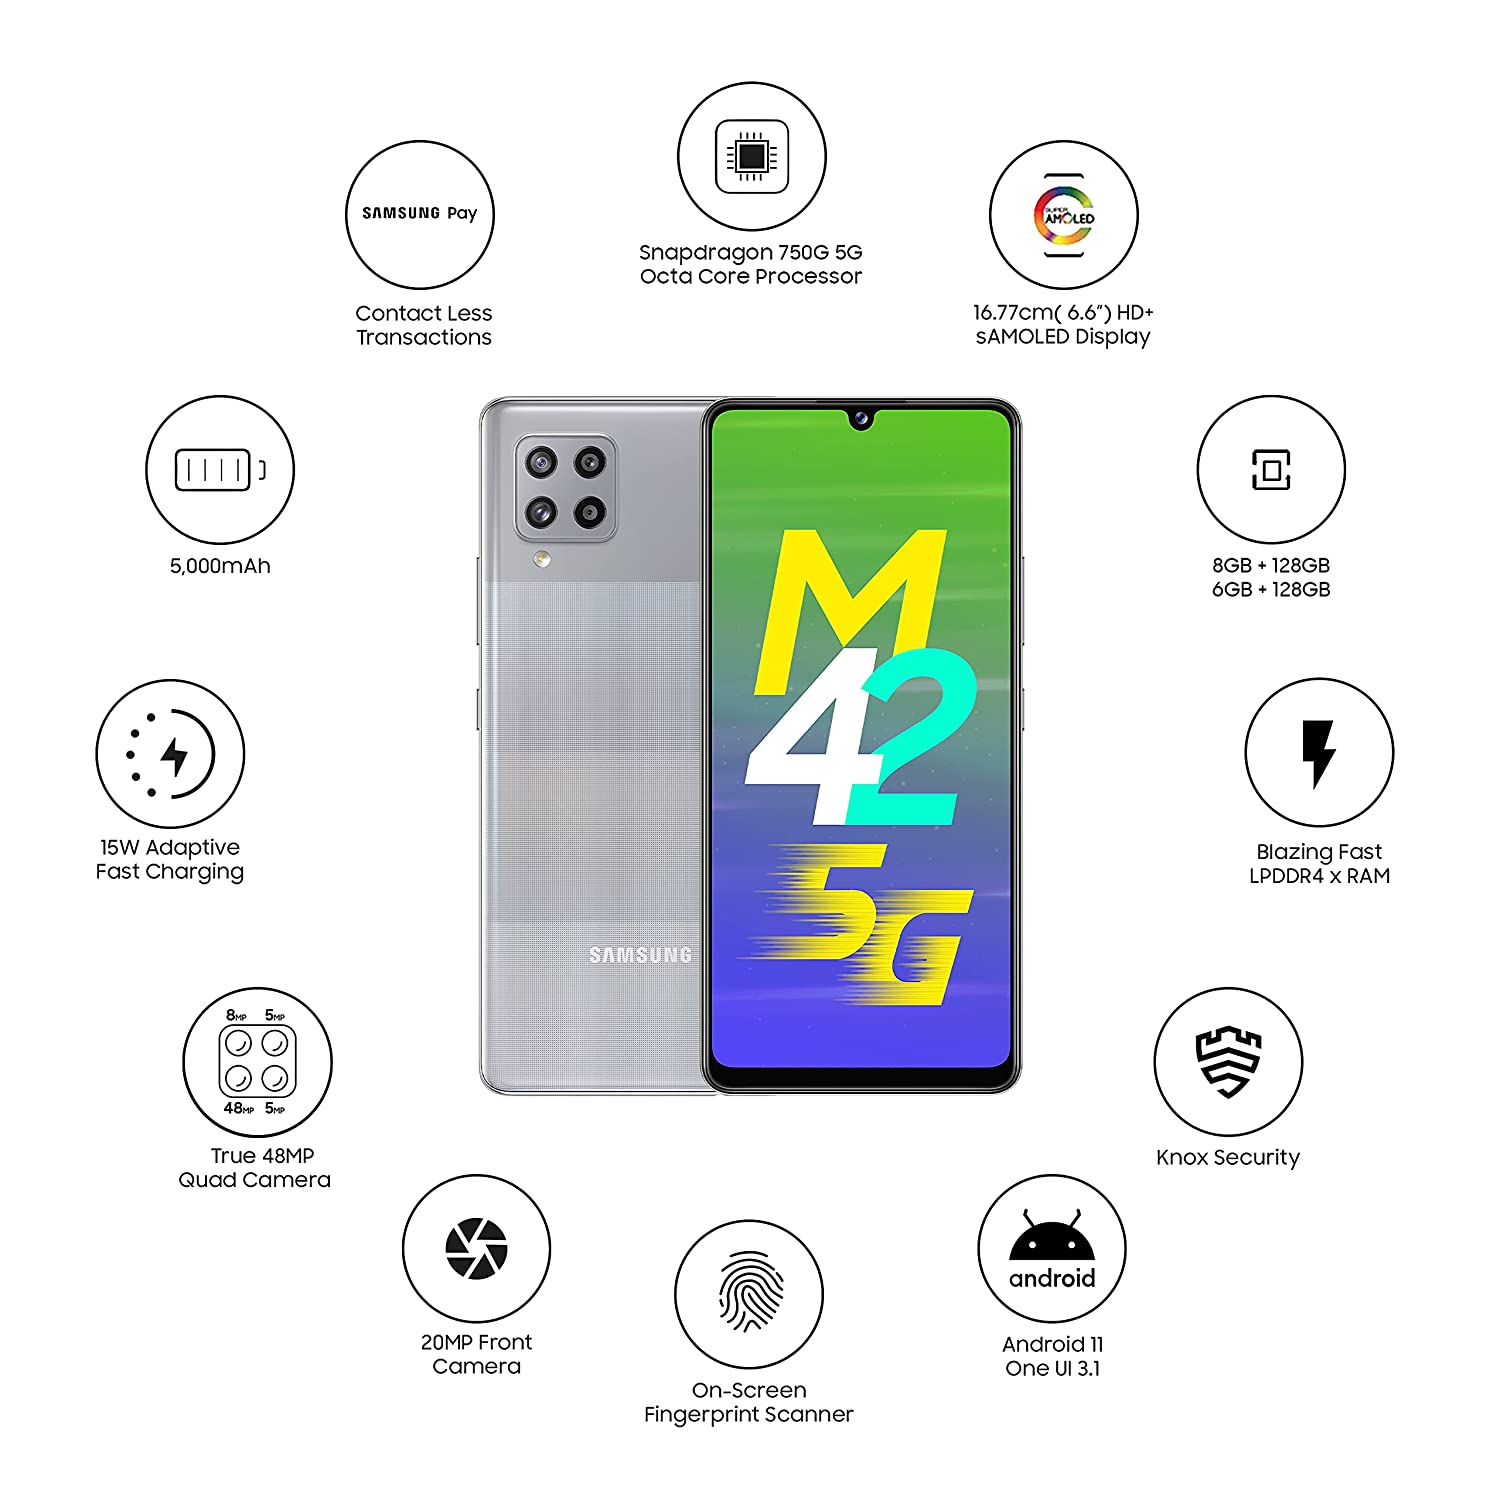 SAMSUNG Pay
Contact Less
Transactions
Snapdragon 750G 5G
Octa Core Processor
SUPER
AMOLED
16.77cm( 6.6") HD+
sAMOLED Display
5,000mAh
8GB + 128GB
6GB + 128GB
15W Adaptive
Fast Charging
SAMSUNG
M
42
5G
Blazing Fast
LPDDR4 x RAM
8MP 5MP
48MP 5MP
True 48MP
Quad Camera
Knox Security
20MP Front
Camera
On-Screen
Fingerprint Scanner
android
Android 11
One UI 3.1